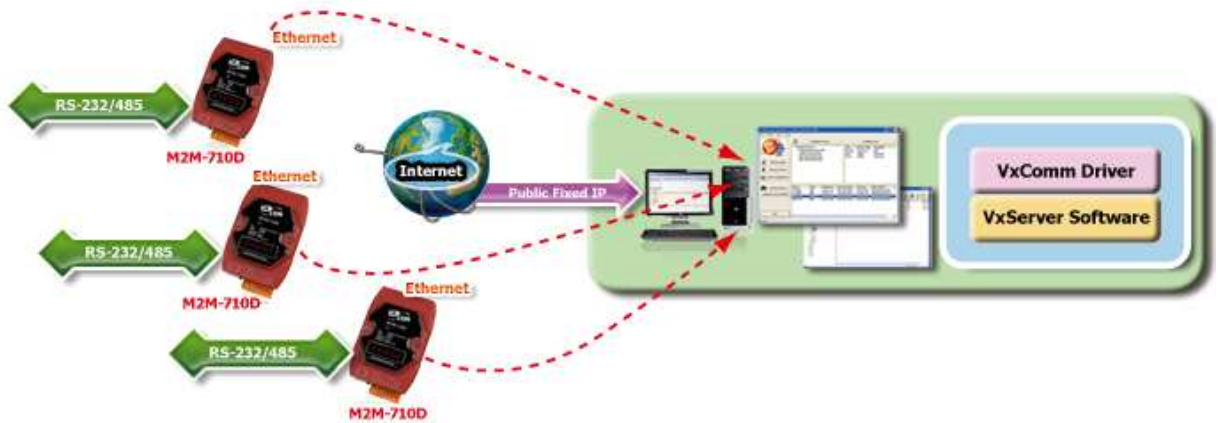 Ethernet
RS-232/485
M2M-710D
Internet
Public Fixed IP
VxComm Driver
VxServer Software
Ethernet
RS-232/485
M2M-710D
Ethernet
RS-232/485
M2M-710D